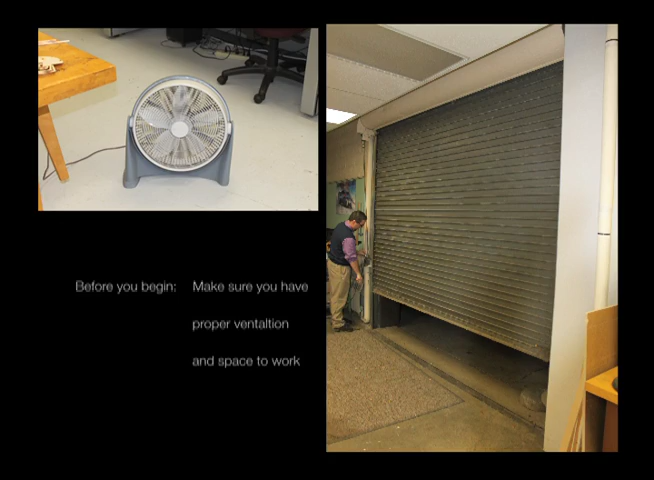 Before you begin: Make sure you have
proper ventaltion
and space to work